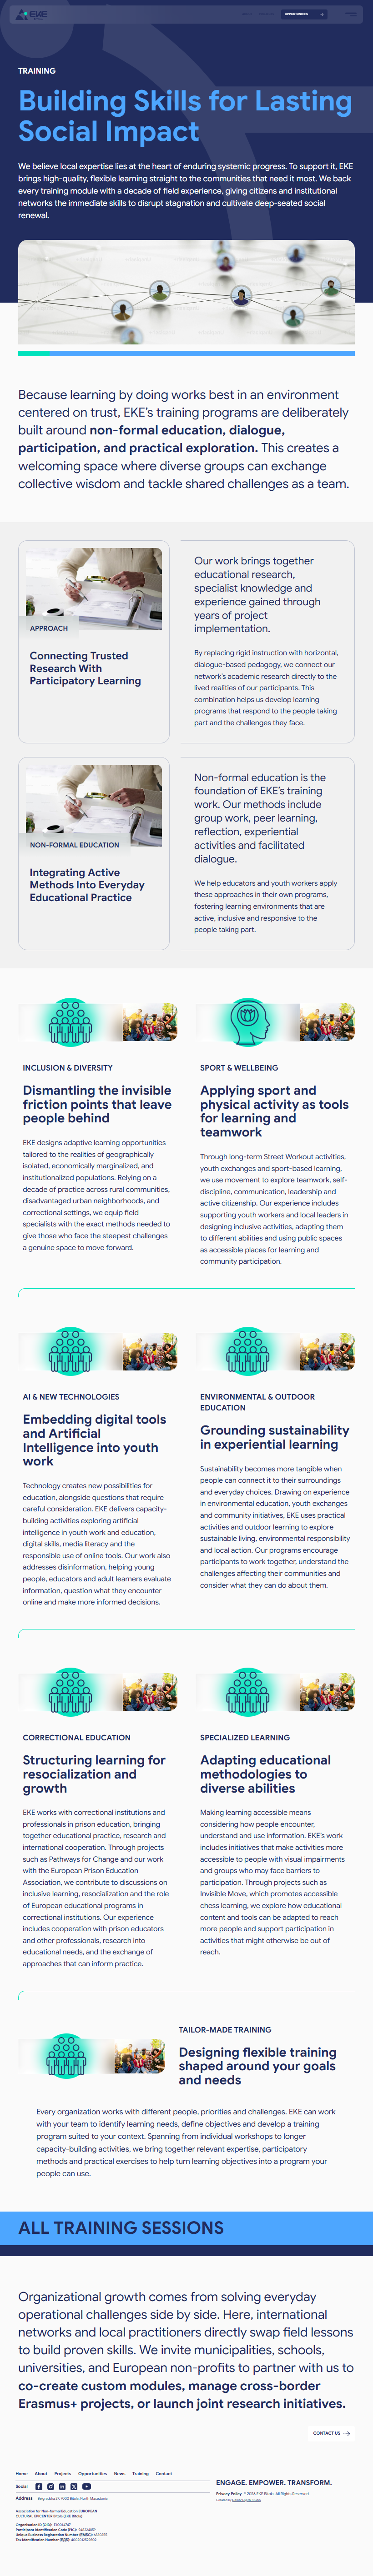 EKE
OPPORTUNITIES
TRAINING
Building Skills for Lasting
Social Impact
We believe local expertise lies at the heart of enduring systemic progress. To support it, EKE
brings high-quality, flexible learning straight to the communities that need it most. We back
every training module with a decade of field experience, giving citizens and institutional
networks the immediate skills to disrupt stagnation and cultivate deep-seated social
renewal.
Because learning by doing works best in an environment
centered on trust, EKE's training programs are deliberately
built around non-formal education, dialogue,
participation, and practical exploration. This creates a
welcoming space where diverse groups can exchange
collective wisdom and tackle shared challenges as a team.
APPROACH
Connecting Trusted
Research With
Participatory Learning
Our work brings together
educational research,
specialist knowledge and
experience gained through
years of project
implementation.
By replacing rigid instruction with horizontal,
dialogue-based pedagogy, we connect our
network's academic research directly to the
lived realities of our participants. This
combination helps us develop learning
programs that respond to the people taking
part and the challenges they face.
NON-FORMAL EDUCATION
Integrating Active
Methods Into Everyday
Educational Practice
Non-formal education is the
foundation of EKE's training
work. Our methods include
group work, peer learning,
reflection, experiential
activities and facilitated
dialogue.
We help educators and youth workers apply
these approaches in their own programs,
fostering learning environments that are
active, inclusive and responsive to the
people taking part.
INCLUSION & DIVERSITY
Dismantling the invisible
friction points that leave
people behind
EKE designs adaptive learning opportunities
tailored to the realities of geographically
isolated, economically marginalized, and
institutionalized populations. Relying on a
decade of practice across rural communities,
disadvantaged urban neighborhoods, and
correctional settings, we equip field
specialists with the exact methods needed to
give those who face the steepest challenges
a genuine space to move forward.
SPORT & WELLBEING
Applying sport and
physical activity as tools
for learning and
teamwork
Through long-term Street Workout activities,
youth exchanges and sport-based learning,
we use movement to explore teamwork, self-
discipline, communication, leadership and
active citizenship. Our experience includes
supporting youth workers and local leaders in
designing inclusive activities, adapting them
to different abilities and using public spaces
as accessible places for learning and
community participation.
AI & NEW TECHNOLOGIES
Embedding digital tools
and Artificial
Intelligence into youth
work
Technology creates new possibilities for
education, alongside questions that require
careful consideration. EKE delivers capacity-
building activities exploring artificial
intelligence in youth work and education,
digital skills, media literacy and the
responsible use of online tools. Our work also
addresses disinformation, helping young
people, educators and adult learners evaluate
information, question what they encounter
online and make more informed decisions.
ENVIRONMENTAL & OUTDOOR
EDUCATION
Grounding sustainability
in experiential learning
Sustainability becomes more tangible when
people can connect it to their surroundings
and everyday choices. Drawing on experience
in environmental education, youth exchanges
and community initiatives, EKE uses practical
activities and outdoor learning to explore
sustainable living, environmental responsibility
and local action. Our programs encourage
participants to work together, understand the
challenges affecting their communities and
consider what they can do about them.
CORRECTIONAL EDUCATION
Structuring learning for
resocialization and
growth
EKE works with correctional institutions and
professionals in prison education, bringing
together educational practice, research and
international cooperation. Through projects
such as Pathways for Change and our work
with the European Prison Education
Association, we contribute to discussions on
inclusive learning, resocialization and the role
of European educational programs in
correctional institutions. Our experience
includes cooperation with prison educators
and other professionals, research into
educational needs, and the exchange of
approaches that can inform practice.
SPECIALIZED LEARNING
Adapting educational
methodologies to
diverse abilities
Making learning accessible means
considering how people encounter,
understand and use information. EKE's work
includes initiatives that make activities more
accessible to people with visual impairments
and groups who may face barriers to
participation. Through projects such as
Invisible Move, which promotes accessible
chess learning, we explore how educational
content and tools can be adapted to reach
more people and support participation in
activities that might otherwise be out of
reach.
TAILOR-MADE TRAINING
Designing flexible training
shaped around your goals
and needs
Every organization works with different people, priorities and challenges. EKE can work
with your team to identify learning needs, define objectives and develop a training
program suited to your context. Spanning from individual workshops to longer
capacity-building activities, we bring together relevant expertise, participatory
methods and practical exercises to help turn learning objectives into a program your
people can use.
ALL TRAINING SESSIONS
Organizational growth comes from solving everyday
operational challenges side by side. Here, international
networks and local practitioners directly swap field lessons
to build proven skills. We invite municipalities, schools,
universities, and European non-profits to partner with us to
co-create custom modules, manage cross-border
Erasmus+ projects, or launch joint research initiatives.
CONTACT US
Home About Projects Opportunities News Training Contact
Social
Address Belgradska 27, 7000 Bitola, North Macedonia
Association for Non-formal Education EUROPEAN
CULTURAL EPICENTER Bitola (EKE Bitola)
ENGAGE. EMPOWER. TRANSFORM.
Privacy Policy © 2026 EKE Bitola. All Rights Reserved.